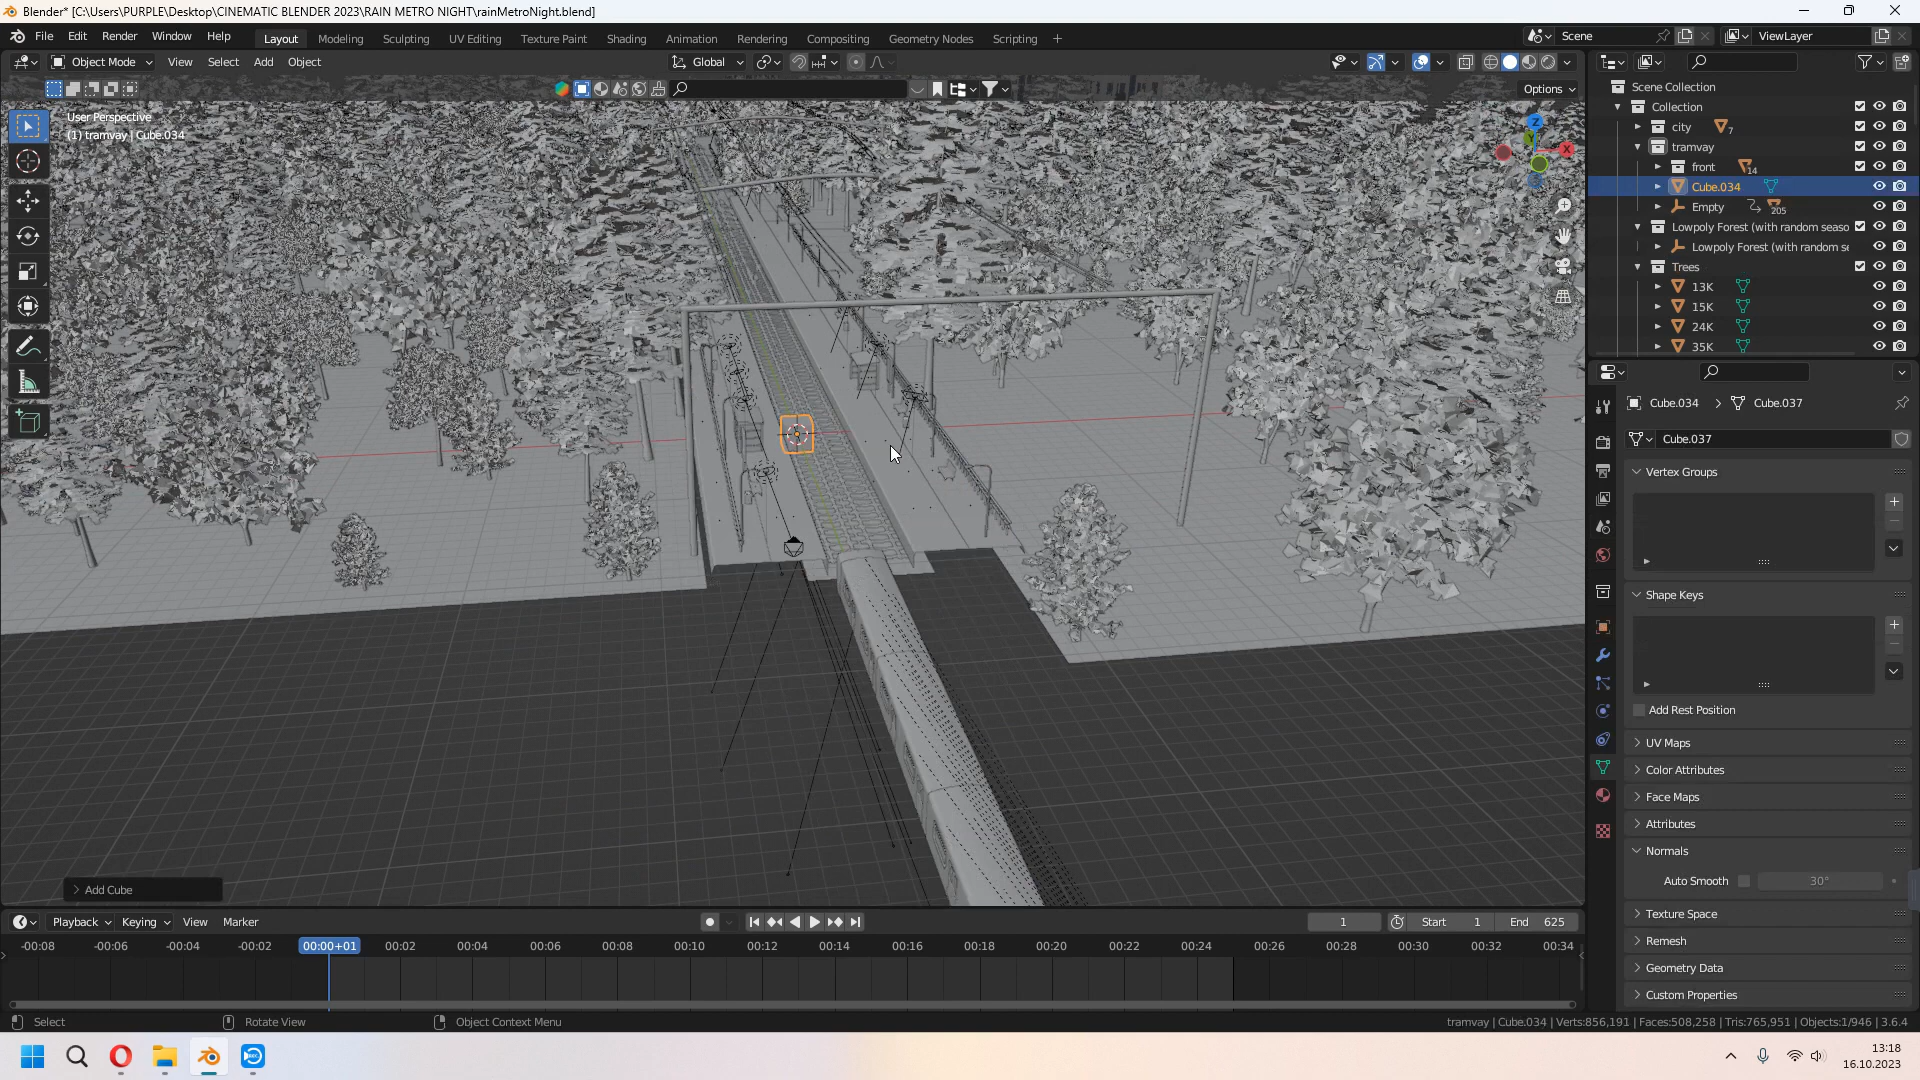 Blender* [C:\Users\PURPLE\Desktop\CINEMATIC BLENDER 2023\RAIN METRO NIGHT\rainMetroNight.blend]
File Edit Render Window Help Layout Modeling Sculpting UV Editing Texture Paint Shading Animation Rendering Compositing Geometry Nodes Scripting + Scene ViewLayer
Object Mode View Select Add Object Global
Options
User Perspective
(1) tramvay | Cube.034
Z
X
Scene Collection
Collection
city 7
tramvay
front 14
Cube.034
Empty 205
Lowpoly Forest (with random seaso
Lowpoly Forest (with random se
Trees
13K
15K
24K
35K
Cube.034 > Cube.037
Cube.037
Vertex Groups
Shape Keys
Add Rest Position
UV Maps
Color Attributes
Face Maps
Attributes
Normals
Auto Smooth 30°
Texture Space
Remesh
Geometry Data
Custom Properties
> Add Cube
Playback Keying View Marker 1 Start 1 End 625
-00:08 -00:06 -00:04 -00:02 00:00+01 00:02 00:04 00:06 00:08 00:10 00:12 00:14 00:16 00:18 00:20 00:22 00:24 00:26 00:28 00:30 00:32 00:34
Select Rotate View Object Context Menu tramvay | Cube.034 | Verts:856,191 | Faces:508,258 | Tris:765,951 | Objects:1/946 | 3.6.4
13:18
16.10.2023